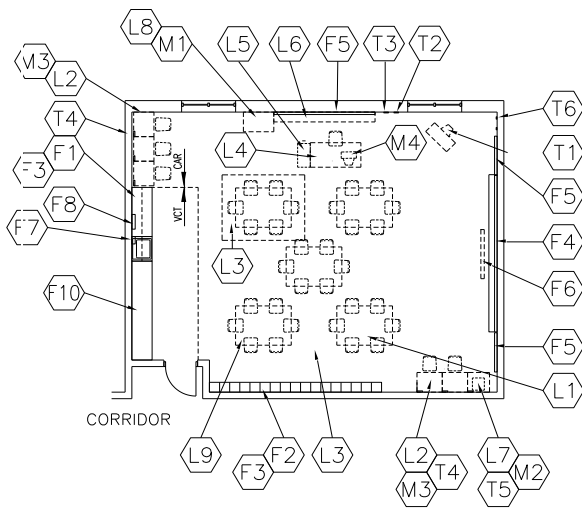 L8 M1 L5 L6 F5 T3 T2
M3 L2
T4
F1
F3
F8
F7
F10
CAR
VCT
L4
M4
L3
T6
T1
F5
F4
F6
F5
L1
CORRIDOR
L9
F3 F2
L3
L2
M3 T4
L7
T5 M2